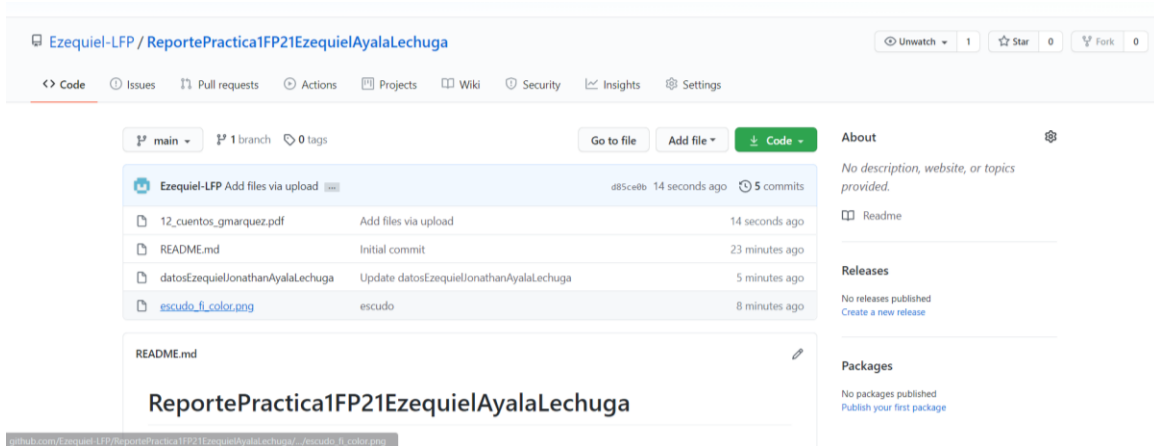 Ezequiel-LFP / ReportePractica1FP21EzequielAyalaLechuga
Unwatch 1 Star 0 Fork 0
Code Issues Pull requests Actions Projects Wiki Security Insights Settings
main 1 branch 0 tags Go to file Add file Code
Ezequiel-LFP Add files via upload ... d85ce0b 14 seconds ago 5 commits
12_cuentos_gmarquez.pdf Add files via upload 14 seconds ago
README.md Initial commit 23 minutes ago
datosEzequielJonathanAyalaLechuga Update datosEzequielJonathanAyalaLechuga 5 minutes ago
escudo_fi_color.png escudo 8 minutes ago
README.md
ReportePractica1FP21EzequielAyalaLechuga
About
No description, website, or topics
provided.
Readme
Releases
No releases published
Create a new release
Packages
No packages published
Publish your first package
github.com/Ezequiel-LFP/ReportePractica1FP21EzequielAyalaLechuga/.../escudo_fi_color.png